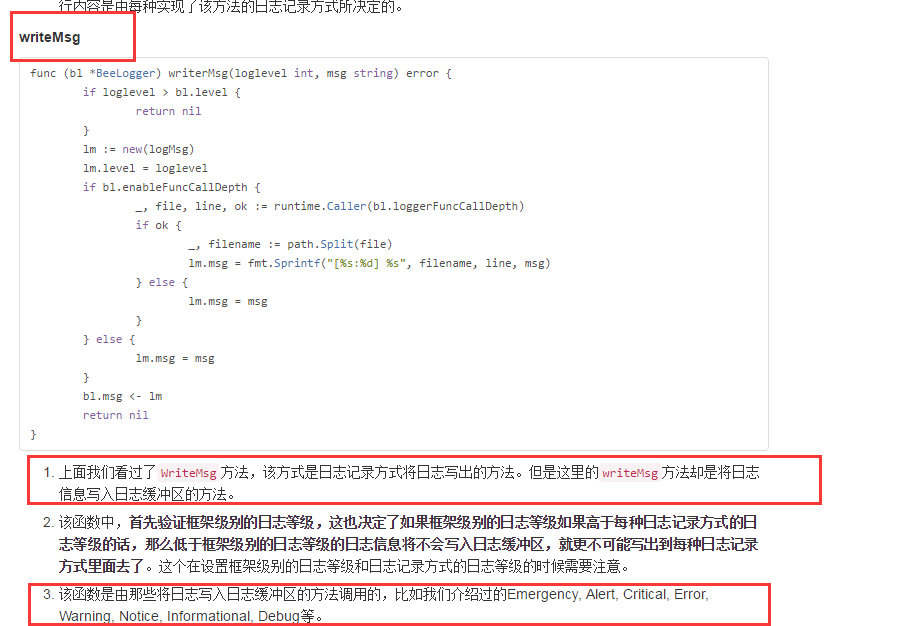 行内容是由每种实现了该方法的日志记录方式所决定的。
writeMsg
func (bl *BeeLogger) writerMsg(loglevel int, msg string) error {
if loglevel > bl.level {
return nil
}
lm := new(logMsg)
lm.level = loglevel
if bl.enableFuncCallDepth {
_, file, line, ok := runtime.Caller(bl.loggerFuncCallDepth)
if ok {
_, filename := path.Split(file)
lm.msg = fmt.Sprintf("[%s:%d] %s", filename, line, msg)
} else {
lm.msg = msg
}
} else {
lm.msg = msg
}
bl.msg <- lm
return nil
}
1. 上面我们看过了 WriteMsg 方法，该方式是日志记录方式将日志写出的方法。但是这里的 writeMsg 方法却是将日志
信息写入日志缓冲区的方法。
2. 该函数中，首先验证框架级别的日志等级，这也决定了如果框架级别的日志等级如果高于每种日志记录方式的日
志等级的话，那么低于框架级别的日志等级的日志信息将不会写入日志缓冲区，就更不可能写出到每种日志记录
方式里面去了。这个在设置框架级别的日志等级和日志记录方式的日志等级的时候需要注意。
3. 该函数是由那些将日志写入日志缓冲区的方法调用的，比如我们介绍过的Emergency, Alert, Critical, Error,
Warning, Notice, Informational, Debug等。